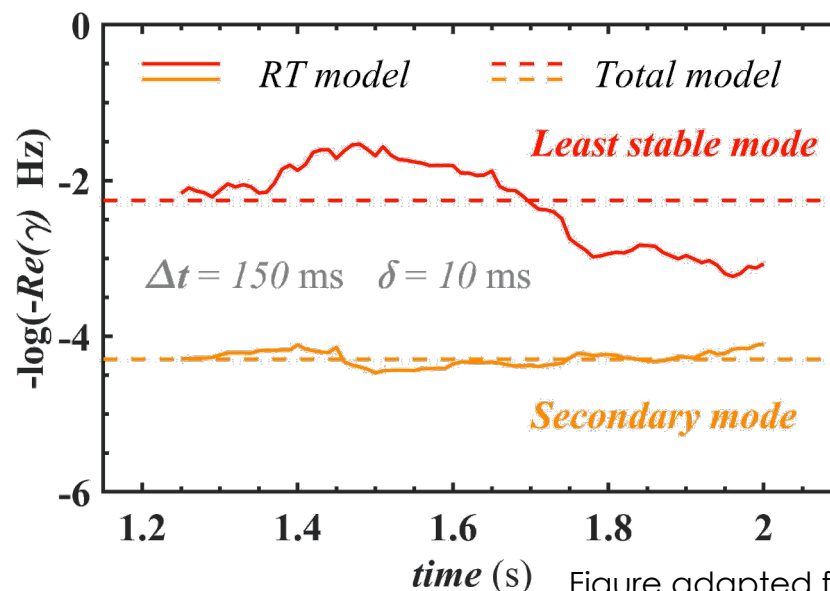 0
RT model
Total model
Least stable mode
-2
Δt = 150 ms δ = 10 ms
-4
Secondary mode
-6
-log(-Re(γ) Hz)
1.2
1.4
1.6
1.8
2
time (s)
Figure adapted f